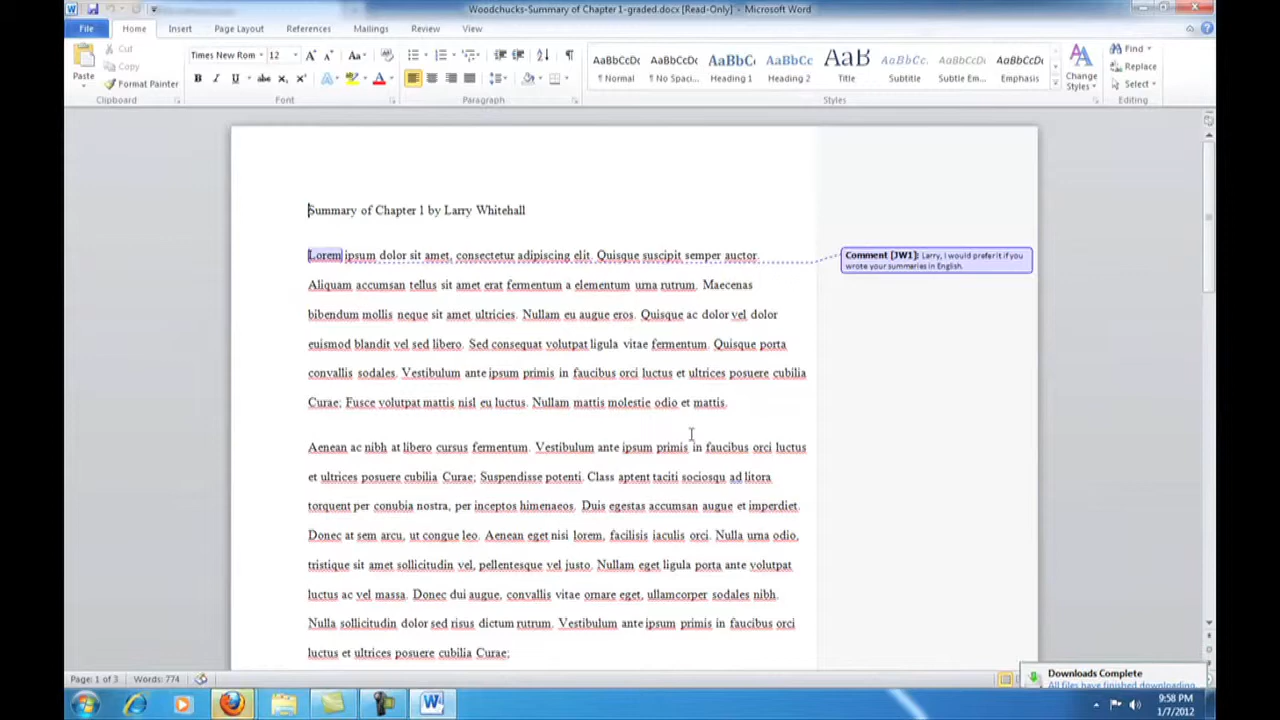 Woodchucks-Summary of Chapter 1-graded.docx [Read-Only] - Microsoft Word
File Home Insert Page Layout References Mailings Review View
Paste
Cut
Copy
Format Painter
Clipboard
Times New Rom 12
Font
Paragraph
AaBbCcDc AaBbCcDc AaBbC AaBbCc AaB AaBbCc. AaBbCcDc AaBbCcDc
¶ Normal ¶ No Spaci... Heading 1 Heading 2 Title Subtitle Subtle Em... Emphasis
Styles
Change Styles
Find
Replace
Select
Editing
Summary of Chapter 1 by Larry Whitehall
Lorem ipsum dolor sit amet, consectetur adipiscing elit. Quisque suscipit semper auctor.
Comment [JW1]: Larry, I would prefer it if you
wrote your summaries in English.
Aliquam accumsan tellus sit amet erat fermentum a elementum urna rutrum. Maecenas
bibendum mollis neque sit amet ultricies. Nullam eu augue eros. Quisque ac dolor vel dolor
euismod blandit vel sed libero. Sed consequat volutpat ligula vitae fermentum. Quisque porta
convallis sodales. Vestibulum ante ipsum primis in faucibus orci luctus et ultrices posuere cubilia
Curae; Fusce volutpat mattis nisl eu luctus. Nullam mattis molestie odio et mattis.
Aenean ac nibh at libero cursus fermentum. Vestibulum ante ipsum primis in faucibus orci luctus
et ultrices posuere cubilia Curae; Suspendisse potenti. Class aptent taciti sociosqu ad litora
torquent per conubia nostra, per inceptos himenaeos. Duis egestas accumsan augue et imperdiet.
Donec at sem arcu, ut congue leo. Aenean eget nisi lorem, facilisis iaculis orci. Nulla urna odio,
tristique sit amet sollicitudin vel, pellentesque vel justo. Nullam eget ligula porta ante volutpat
luctus ac vel massa. Donec dui augue, convallis vitae ornare eget, ullamcorper sodales nibh.
Nulla sollicitudin dolor sed risus dictum rutrum. Vestibulum ante ipsum primis in faucibus orci
luctus et ultrices posuere cubilia Curae;
Page: 1 of 3 Words: 774
Downloads Complete
All files have finished downloading.
9:58 PM
1/7/2012